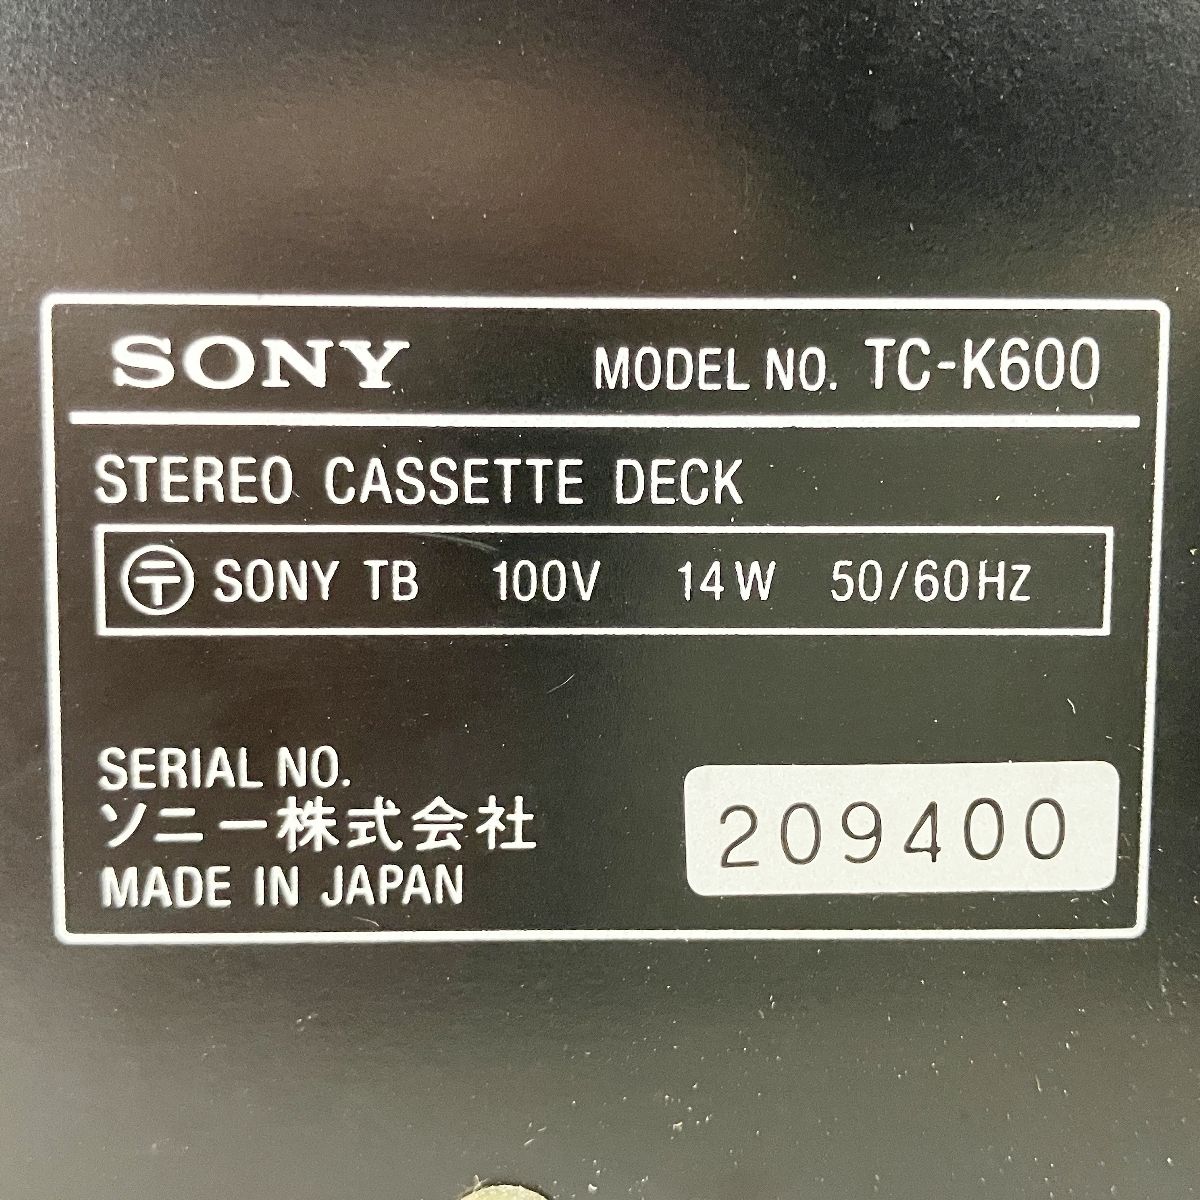 SONY MODEL NO. TC-K600
STEREO CASSETTE DECK
〶 SONY TB 100V 14W 50/60Hz
SERIAL NO.
ソニー株式会社 209400
MADE IN JAPAN